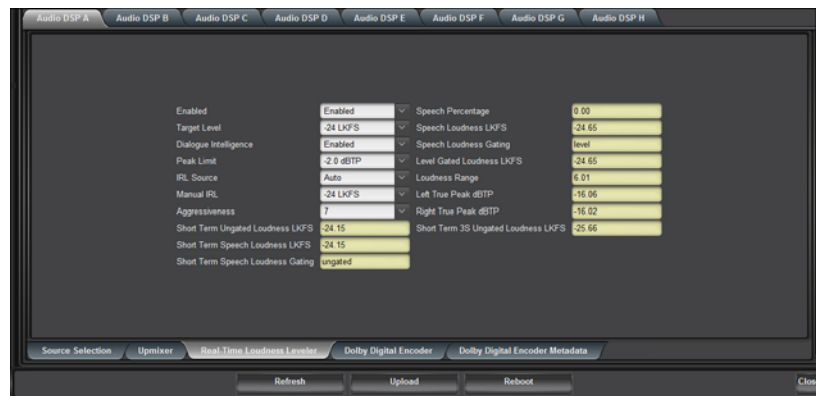 Audio DSP A Audio DSP B Audio DSP C Audio DSP D Audio DSP E Audio DSP F Audio DSP G Audio DSP H
Enabled Enabled Speech Percentage 0.00
Target Level -24 LKFS Speech Loudness LKFS -24.65
Dialogue Intelligence Enabled Speech Loudness Gating level
Peak Limit -2.0 dBTP Level Gated Loudness LKFS -24.65
IRL Source Auto Loudness Range 6.01
Manual IRL -24 LKFS Left True Peak dBTP -16.06
Aggressiveness 7 Right True Peak dBTP -16.02
Short Term Ungated Loudness LKFS -24.15 Short Term 3S Ungated Loudness LKFS -25.66
Short Term Speech Loudness LKFS -24.15
Short Term Speech Loudness Gating ungated
Source Selection Upmixer Real-Time Loudness Leveler Dolby Digital Encoder Dolby Digital Encoder Metadata
Refresh Upload Reboot Clos